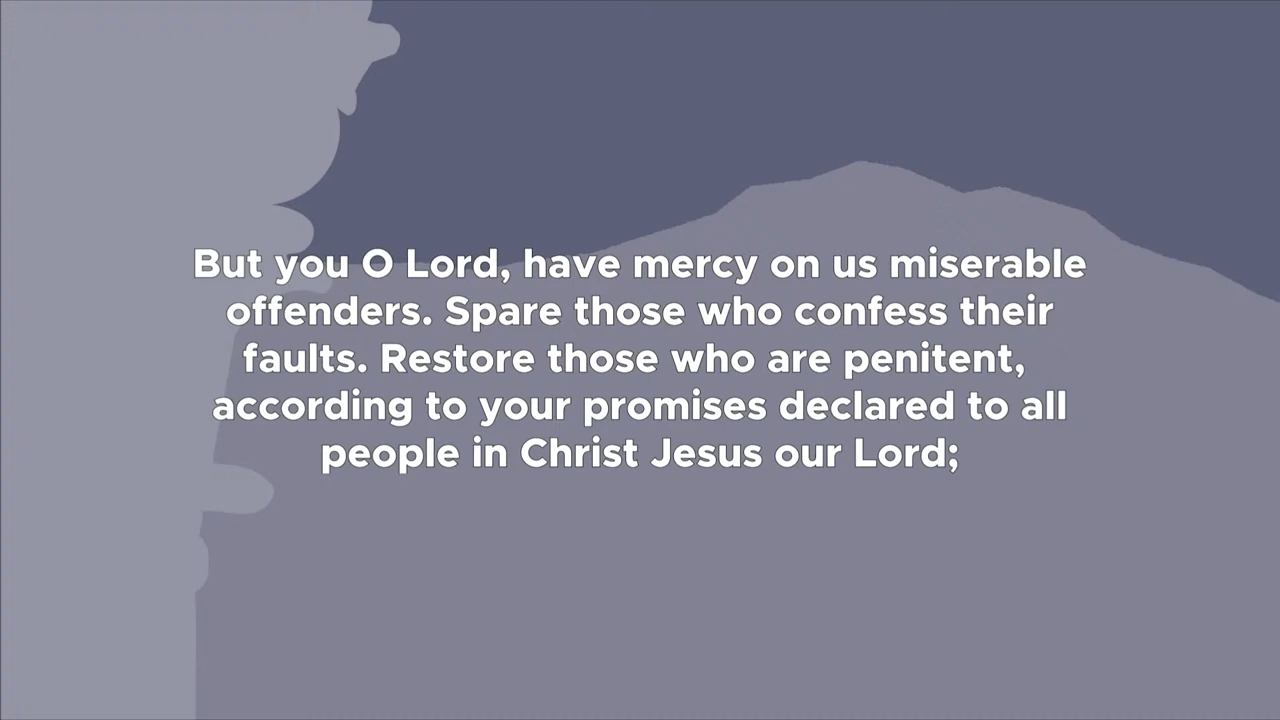 But you O Lord, have mercy on us miserable
offenders. Spare those who confess their
faults. Restore those who are penitent,
according to your promises declared to all
people in Christ Jesus our Lord;